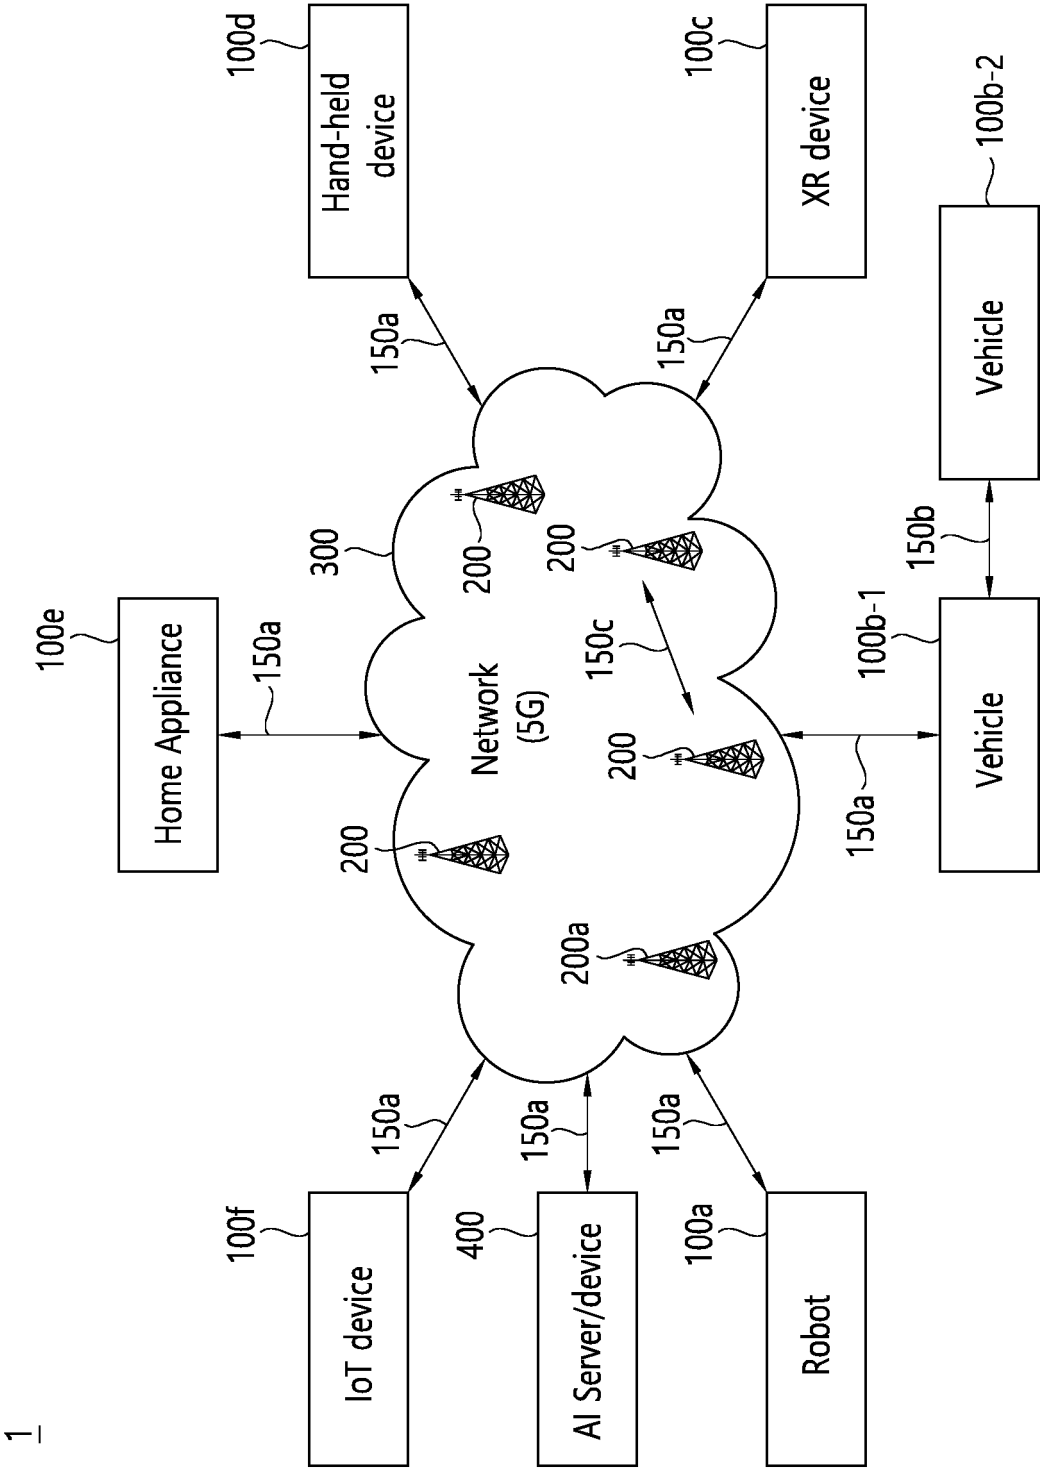 1
100e
Home Appliance
150a
100f
IoT device
150a
300
150a
100d
Hand-held
device
Network
(5G)
200
200
200
200
200a
150c
400
AI Server/device
150a
100a
Robot
150a
150a
100c
XR device
150a
100b-1
Vehicle
150b
100b-2
Vehicle